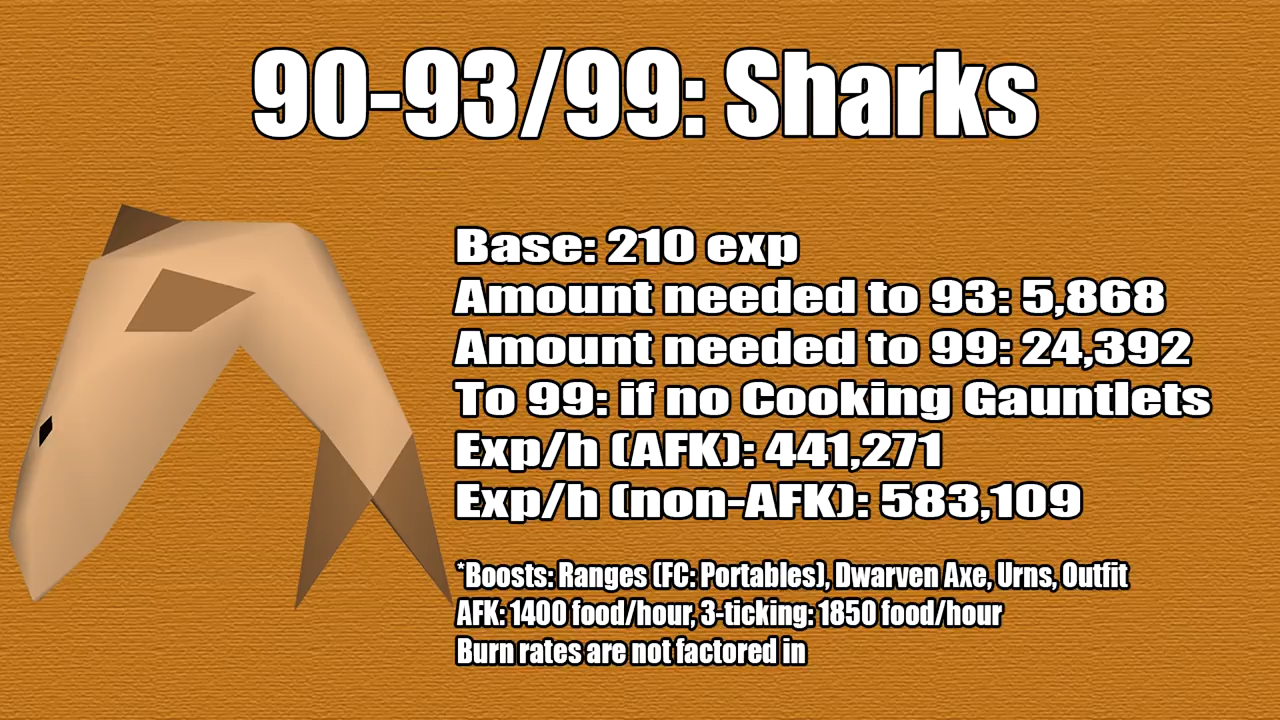 90-93/99: Sharks
Base: 210 exp
Amount needed to 93: 5,868
Amount needed to 99: 24,392
To 99: if no Cooking Gauntlets
Exp/h (AFK): 441,271
Exp/h (non-AFK): 583,109
*Boosts: Ranges (FC: Portables), Dwarven Axe, Urns, Outfit
AFK: 1400 food/hour, 3-ticking: 1850 food/hour
Burn rates are not factored in